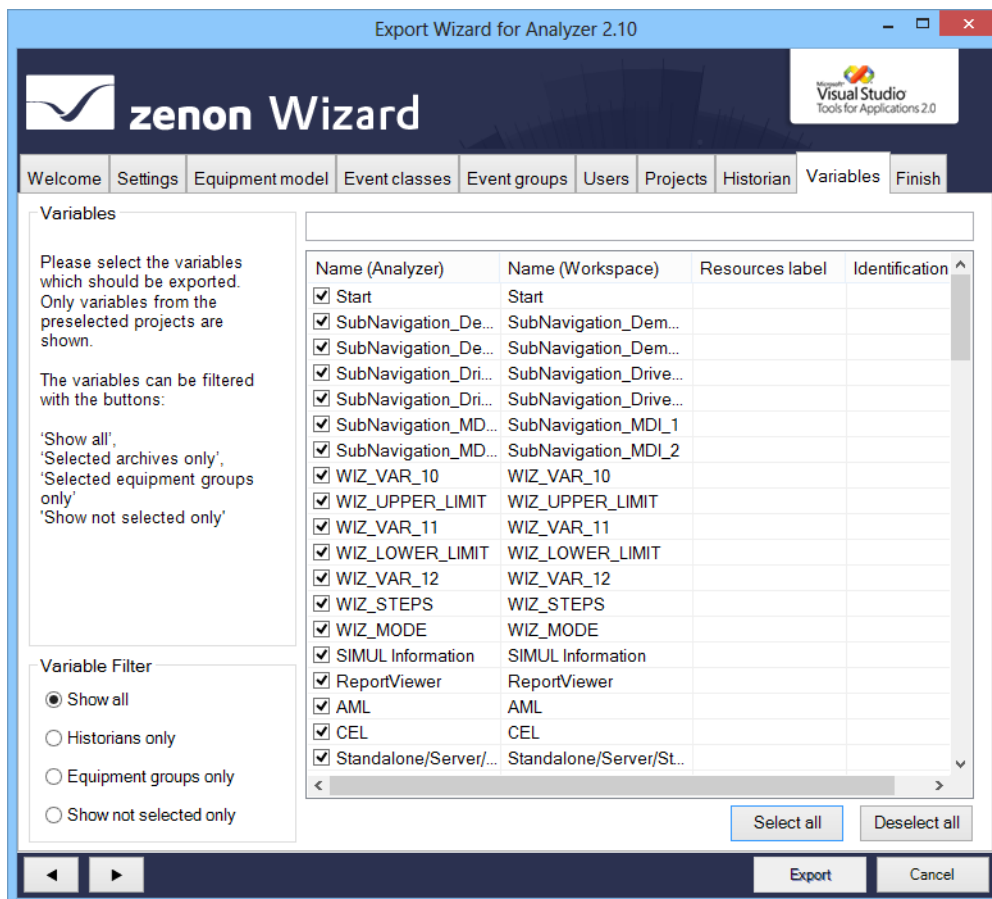 Export Wizard for Analyzer 2.10
zenon Wizard
Microsoft
Visual Studio
Tools for Applications 2.0
Welcome Settings Equipment model Event classes Event groups Users Projects Historian Variables Finish
Variables
Please select the variables
which should be exported.
Only variables from the
preselected projects are
shown.
The variables can be filtered
with the buttons:
‘Show all’,
‘Selected archives only’,
‘Selected equipment groups
only’
'Show not selected only'
Variable Filter
Show all
Historians only
Equipment groups only
Show not selected only
Name (Analyzer) Name (Workspace) Resources label Identification
Start Start
SubNavigation_De... SubNavigation_Dem...
SubNavigation_De... SubNavigation_Dem...
SubNavigation_Dri... SubNavigation_Drive...
SubNavigation_Dri... SubNavigation_Drive...
SubNavigation_MD... SubNavigation_MDI_1
SubNavigation_MD... SubNavigation_MDI_2
WIZ_VAR_10 WIZ_VAR_10
WIZ_UPPER_LIMIT WIZ_UPPER_LIMIT
WIZ_VAR_11 WIZ_VAR_11
WIZ_LOWER_LIMIT WIZ_LOWER_LIMIT
WIZ_VAR_12 WIZ_VAR_12
WIZ_STEPS WIZ_STEPS
WIZ_MODE WIZ_MODE
SIMUL Information SIMUL Information
ReportViewer ReportViewer
AML AML
CEL CEL
Standalone/Server/... Standalone/Server/St...
Select all Deselect all
Export Cancel